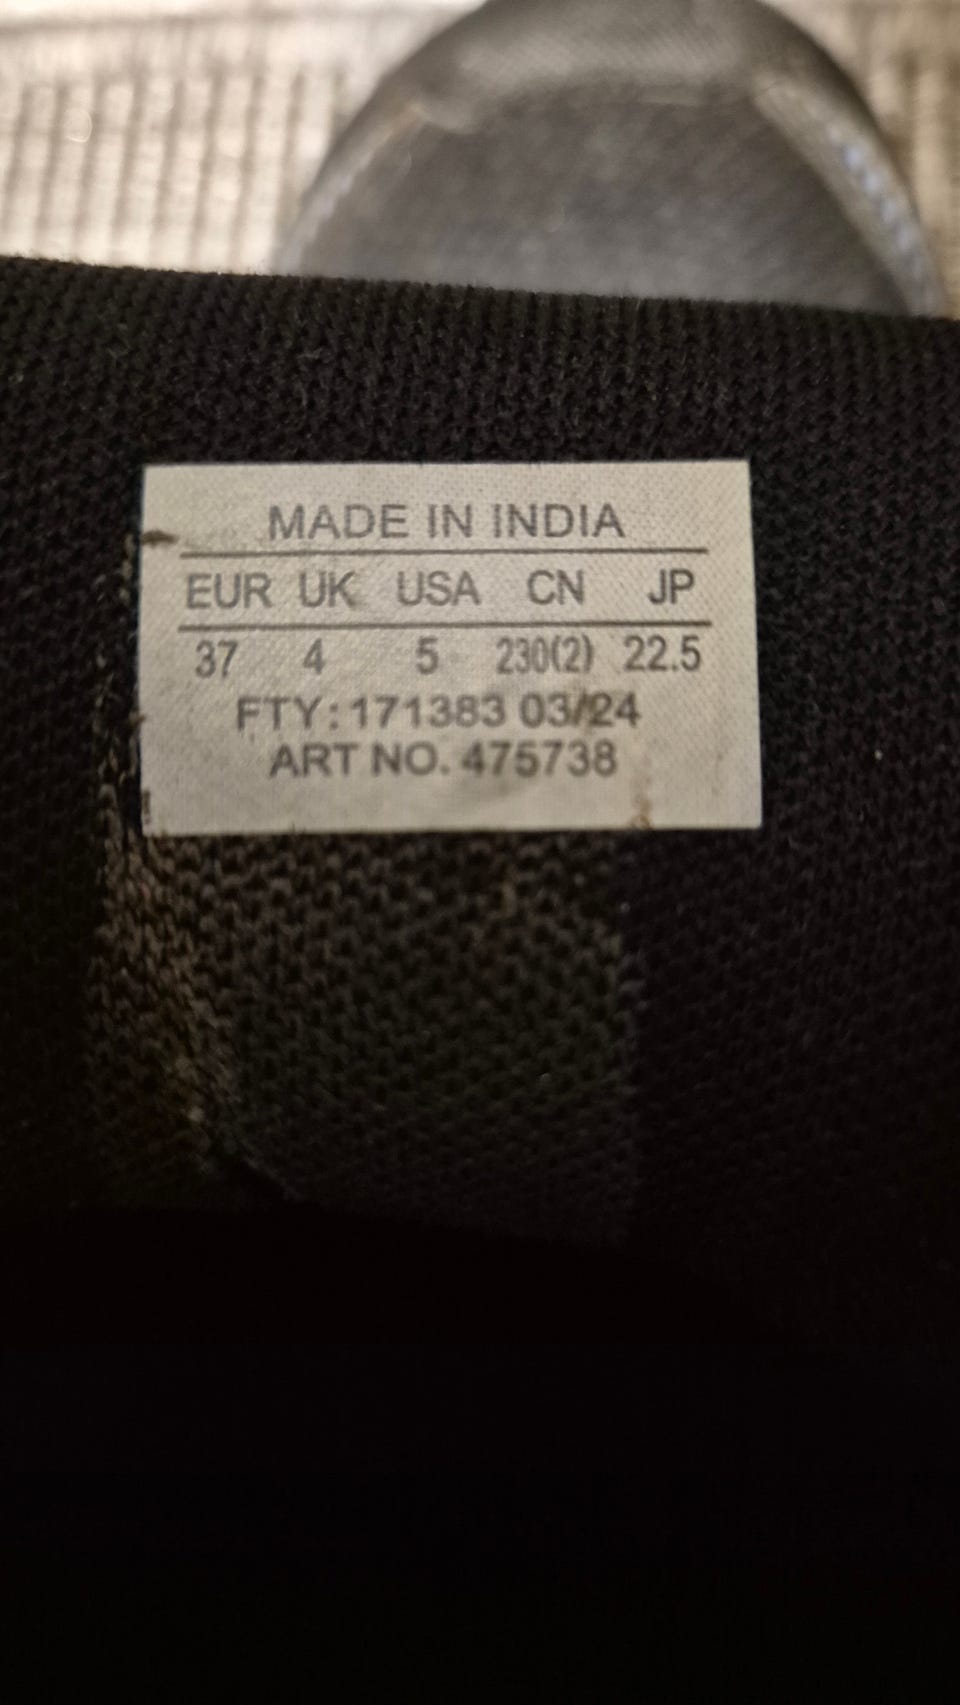 MADE IN INDIA
EUR UK USA CN JP
37 4 5 230(2) 22.5
FTY: 171383 03/24
ART NO. 475738